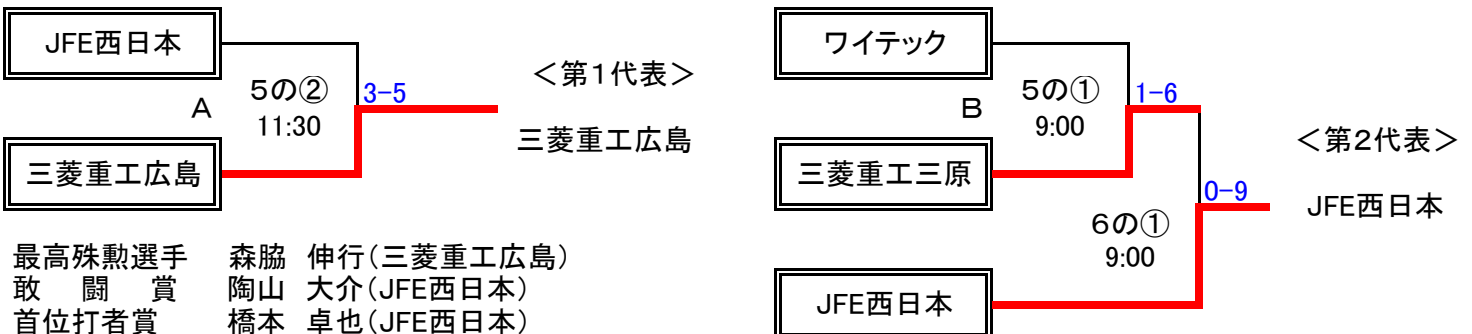 JFE西日本
A
5の②
11:30
3-5
三菱重工広島
＜第1代表＞
三菱重工広島
ワイテック
B
5の①
9:00
1-6
三菱重工三原
6の①
9:00
0-9
JFE西日本
＜第2代表＞
JFE西日本
最高殊勲選手 森脇 伸行(三菱重工広島)
敢闘賞 陶山 大介(JFE西日本)
首位打者賞 橋本 卓也(JFE西日本)